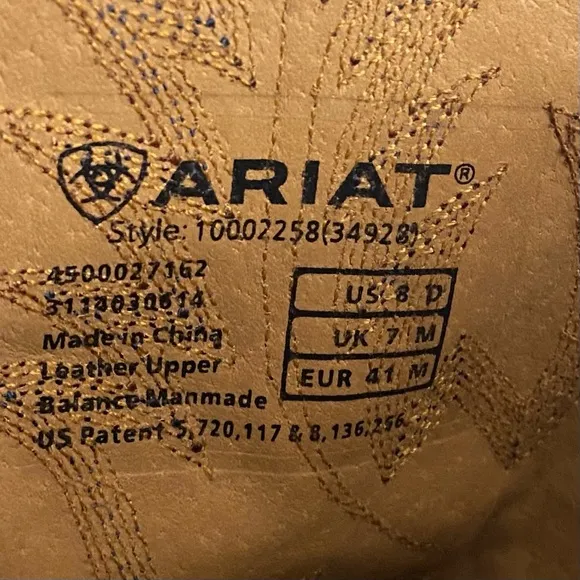 ARIAT®
Style: 10002258(34928)
4500027162
3114030614
Made in China
Leather Upper
Balance Manmade
US Patent 5,720,117 & 8,136,256
US 8 D
UK 7 M
EUR 41 M